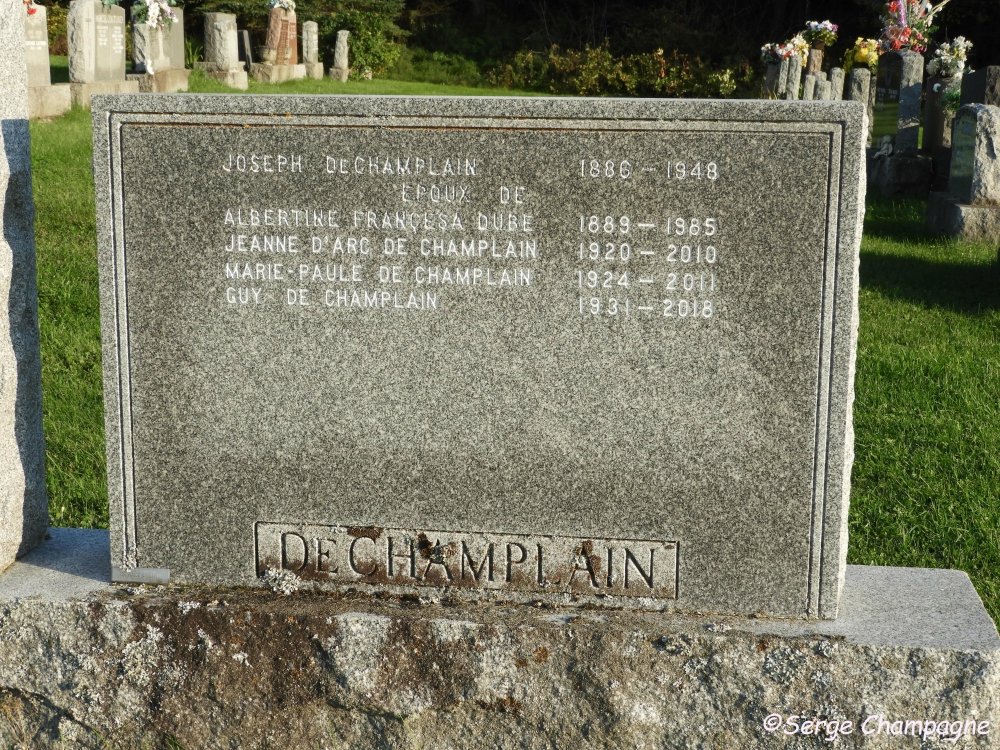 JOSEPH DECHAMPLAIN 1886 – 1948
EPOUX DE
ALBERTINE FRANÇESA DUBE 1889 – 1985
JEANNE D'ARC DE CHAMPLAIN 1920 – 2010
MARIE-PAULE DE CHAMPLAIN 1924 – 2011
GUY DE CHAMPLAIN 1931 – 2018
DECHAMPLAIN
©Serge Champagne